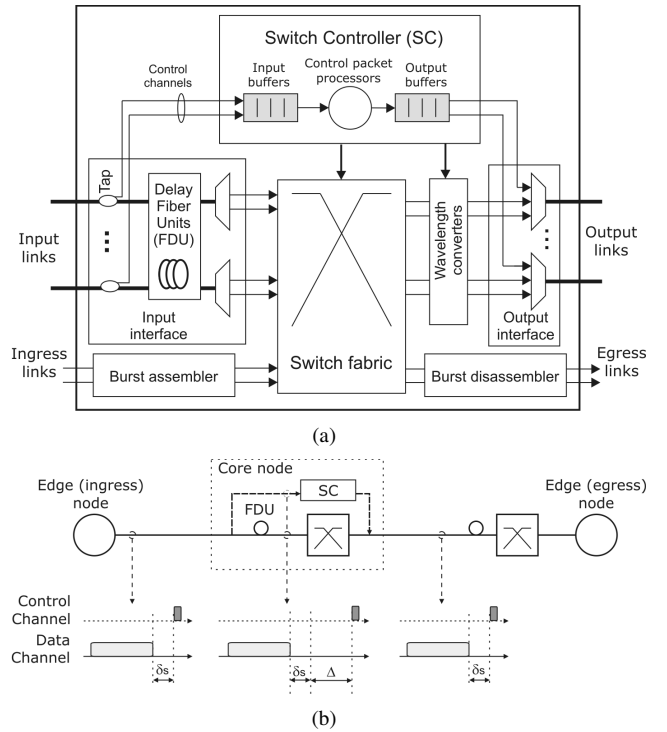 Switch Controller (SC)
Control
channels
Input
buffers
Control packet
processors
Output
buffers
Tap
Delay
Fiber
Units
(FDU)
Input
links
Input
interface
Switch fabric
Wavelength
converters
Output
interface
Output
links
Ingress
links
Burst assembler
Burst disassembler
Egress
links
(a)
Core node
Edge (ingress)
node
FDU
SC
Edge (egress)
node
Control
Channel
Data
Channel
δs
δs Δ
δs
(b)